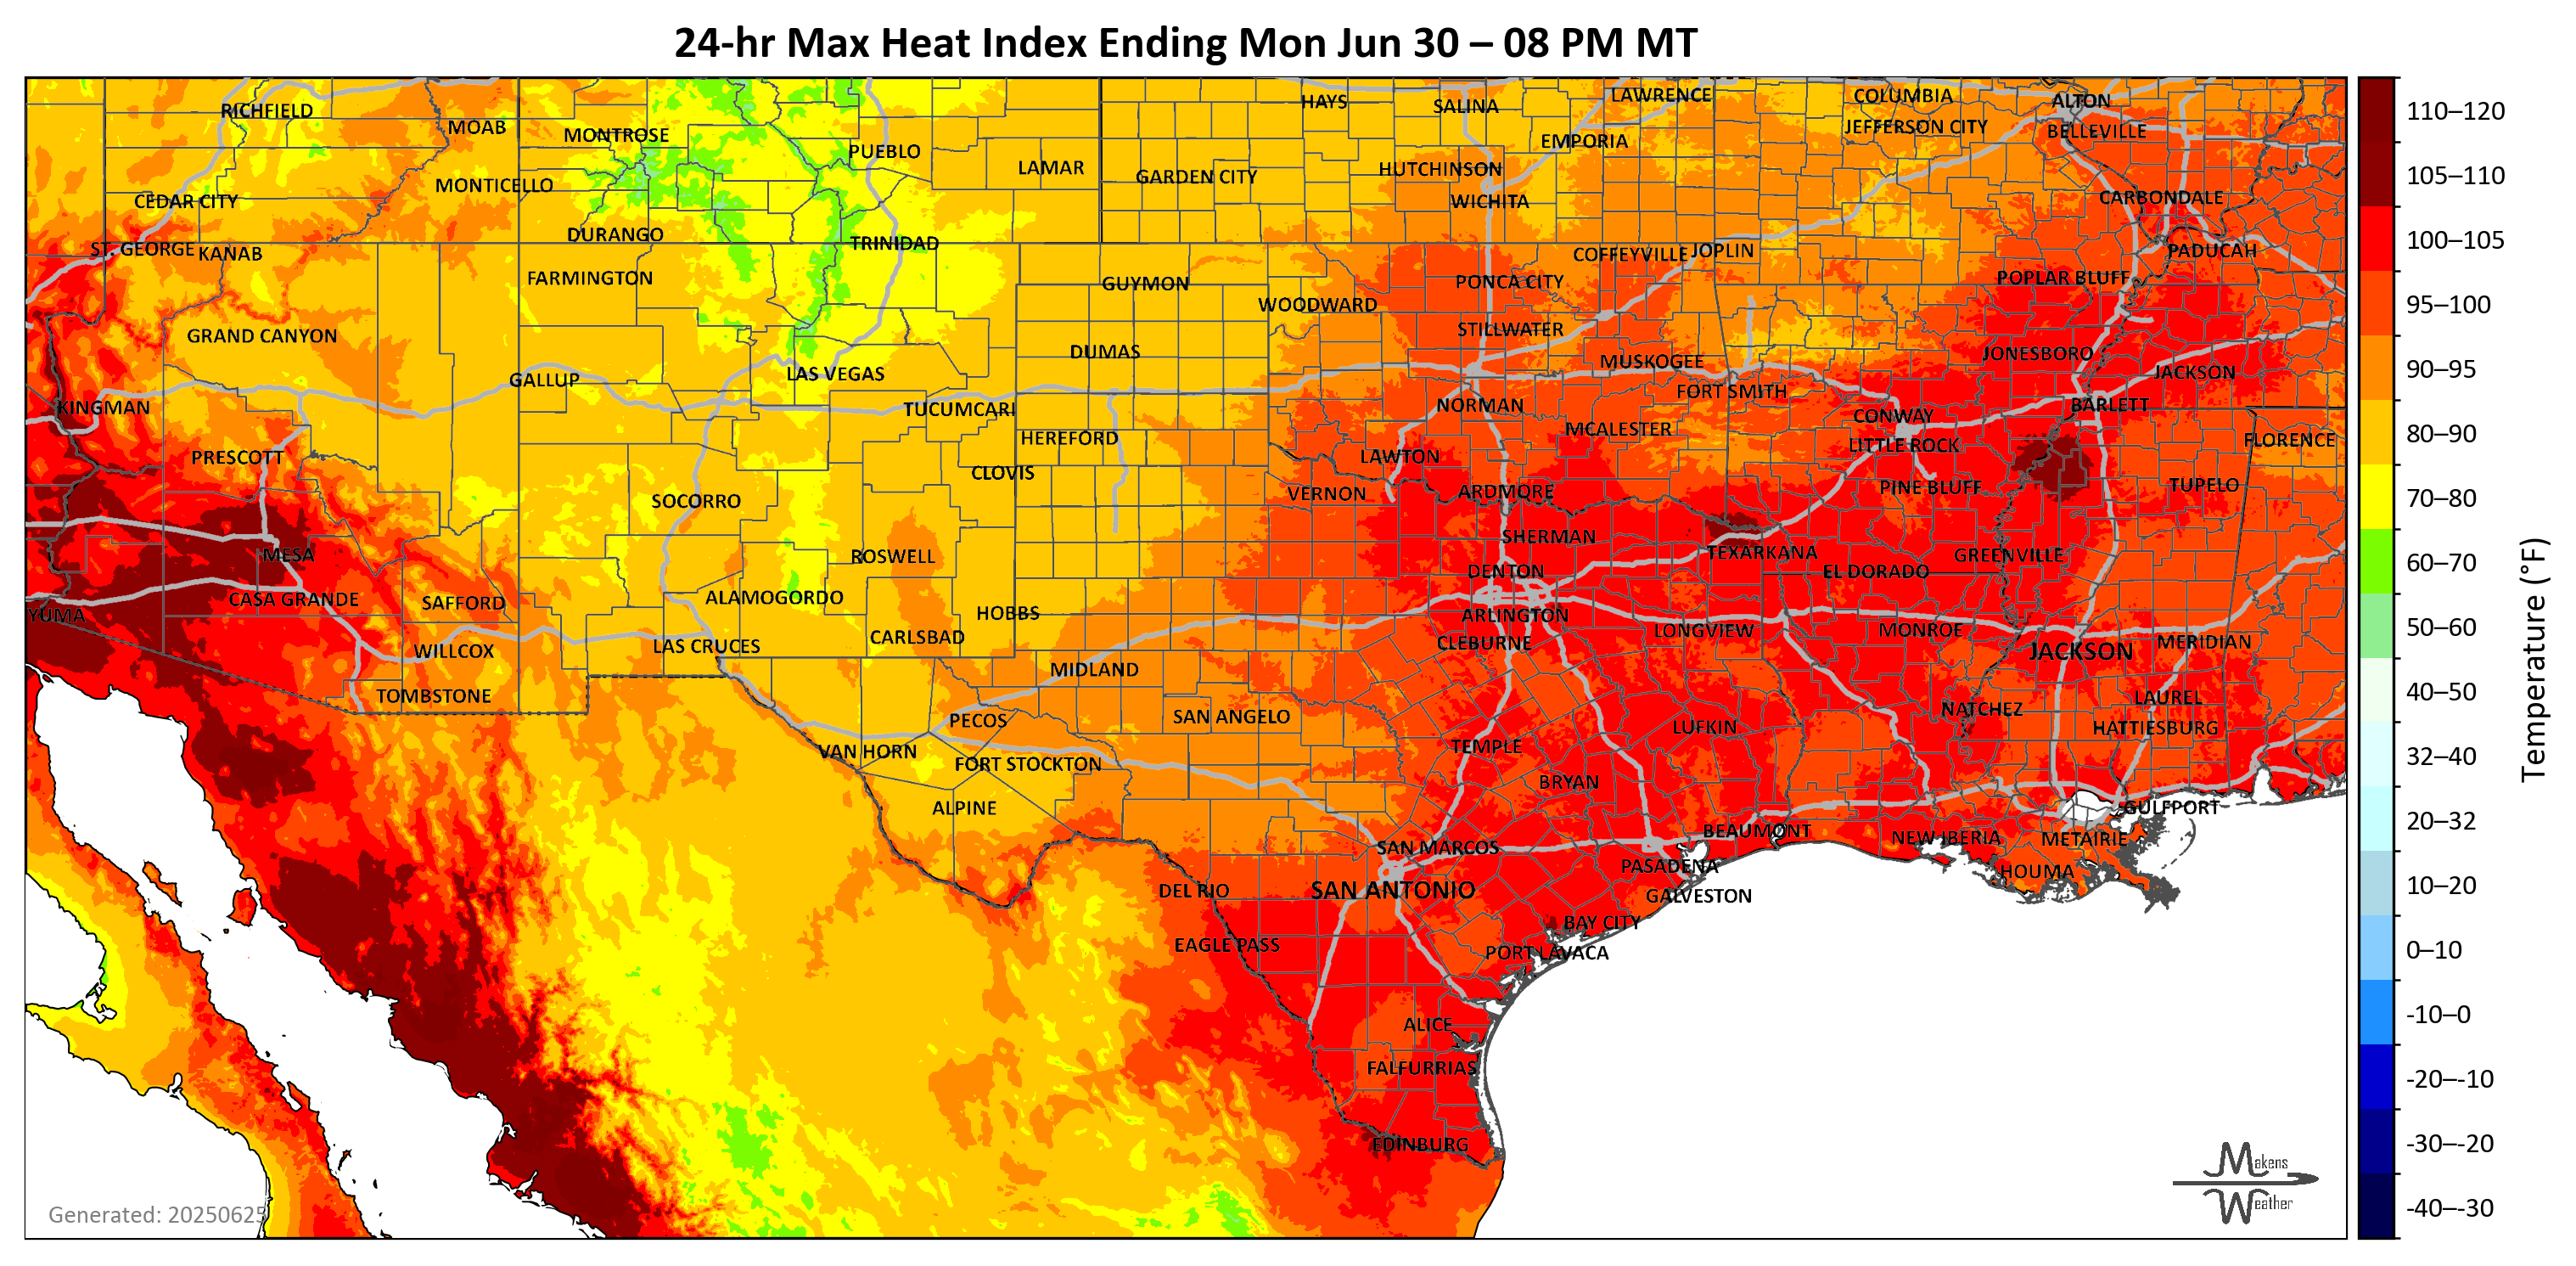 24-hr Max Heat Index Ending Mon Jun 30 – 08 PM MT
RICHFIELD
MOAB
MONTROSE
PUEBLO
LAMAR
GARDEN CITY
HAYS
SALINA
LAWRENCE
EMPORIA
HUTCHINSON
WICHITA
COLUMBIA
JEFFERSON CITY
ALTON
BELLEVILLE
CARBONDALE
MONTICELLO
CEDAR CITY
ST. GEORGE
KANAB
DURANGO
TRINIDAD
FARMINGTON
GUYMON
WOODWARD
PONCA CITY
COFFEYVILLE
JOPLIN
POPLAR BLUFF
PADUCAH
GRAND CANYON
GALLUP
LAS VEGAS
DUMAS
STILLWATER
MUSKOGEE
FORT SMITH
JONESBORO
JACKSON
KINGMAN
PRESCOTT
TUCUMCARI
HEREFORD
CLOVIS
NORMAN
MCALESTER
LAWTON
CONWAY
LITTLE ROCK
BARLETT
FLORENCE
SOCORRO
VERNON
ARDMORE
PINE BLUFF
TUPELO
MESA
ROSWELL
SHERMAN
TEXARKANA
GREENVILLE
DENTON
EL DORADO
YUMA
CASA GRANDE
SAFFORD
ALAMOGORDO
HOBBS
ARLINGTON
CLEBURNE
LONGVIEW
MONROE
JACKSON
MERIDIAN
WILLCOX
LAS CRUCES
CARLSBAD
MIDLAND
TOMBSTONE
PECOS
SAN ANGELO
LUFKIN
NATCHEZ
LAUREL
HATTIESBURG
VAN HORN
FORT STOCKTON
TEMPLE
BRYAN
ALPINE
SAN MARCOS
BEAUMONT
NEW IBERIA
METAIRIE
GULFPORT
DEL RIO
SAN ANTONIO
PASADENA
GALVESTON
HOUMA
EAGLE PASS
BAY CITY
PORT LAVACA
ALICE
FALFURRIAS
EDINBURG
Generated: 20250625
Makens
Weather
110–120
105–110
100–105
95–100
90–95
80–90
70–80
60–70
50–60
40–50
32–40
20–32
10–20
0–10
-10–0
-20–-10
-30–-20
-40–-30
Temperature (°F)